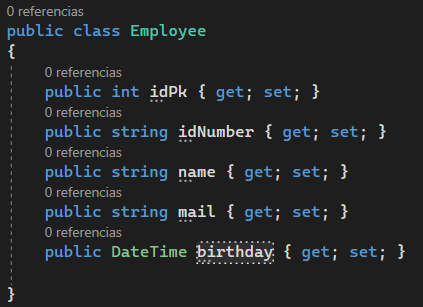 0 referencias
public class Employee
{
0 referencias
public int idPk { get; set; }
0 referencias
public string idNumber { get; set; }
0 referencias
public string name { get; set; }
0 referencias
public string mail { get; set; }
0 referencias
public DateTime birthday { get; set; }
}